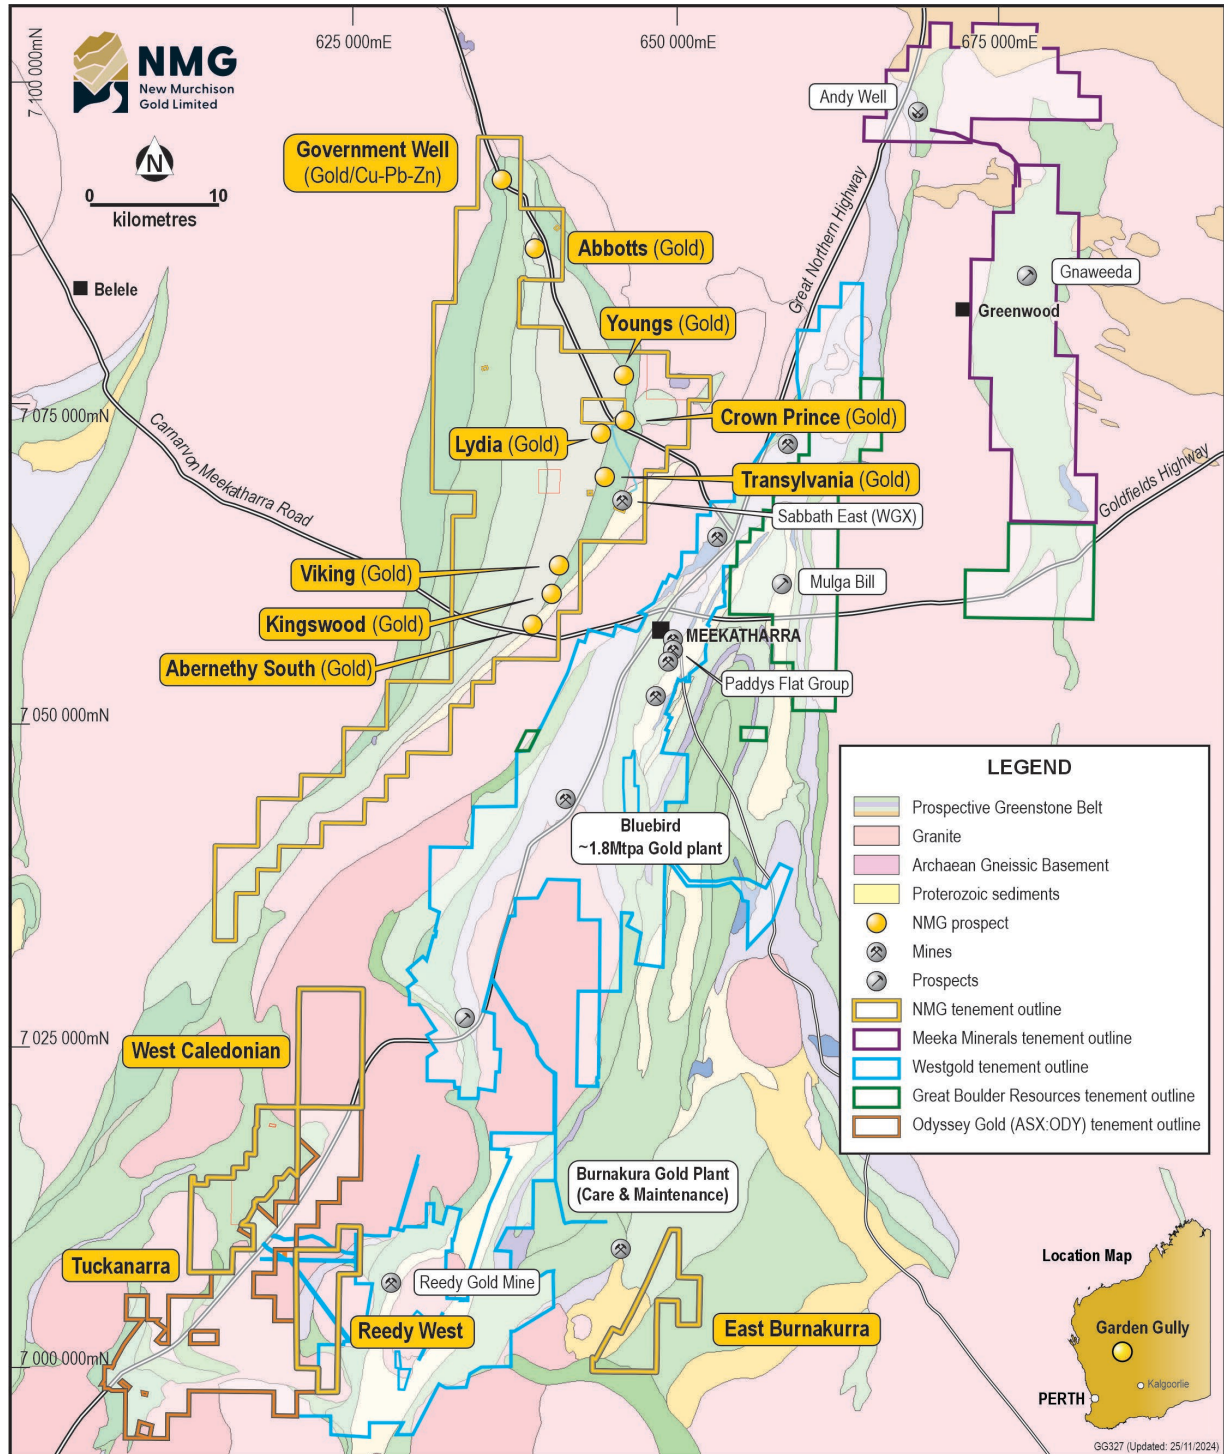 625 000mE
650 000mE
675 000mE
7 100 000mN
NMG
New Murchison
Gold Limited
N
0 10
kilometres
Andy Well
Government Well
(Gold/Cu-Pb-Zn)
Great Northern Highway
Abbotts (Gold)
Gnaweeda
Belele
Greenwood
Youngs (Gold)
7 075 000mN
Carnarvon Meekatharra Road
Crown Prince (Gold)
Lydia (Gold)
Transylvania (Gold)
Goldfields Highway
Sabbath East (WGX)
Viking (Gold)
Mulga Bill
Kingswood (Gold)
MEEKATHARRA
Abernethy South (Gold)
Paddys Flat Group
7 050 000mN
LEGEND
Prospective Greenstone Belt
Granite
Archaean Gneissic Basement
Proterozoic sediments
NMG prospect
Mines
Prospects
NMG tenement outline
Meeka Minerals tenement outline
Westgold tenement outline
Great Boulder Resources tenement outline
Odyssey Gold (ASX:ODY) tenement outline
Bluebird
~1.8Mtpa Gold plant
7 025 000mN
West Caledonian
Burnakura Gold Plant
(Care & Maintenance)
Tuckanarra
Reedy Gold Mine
Reedy West
East Burnakurra
7 000 000mN
Location Map
Garden Gully
Kalgoorlie
PERTH
GG327 (Updated: 25/11/2024)